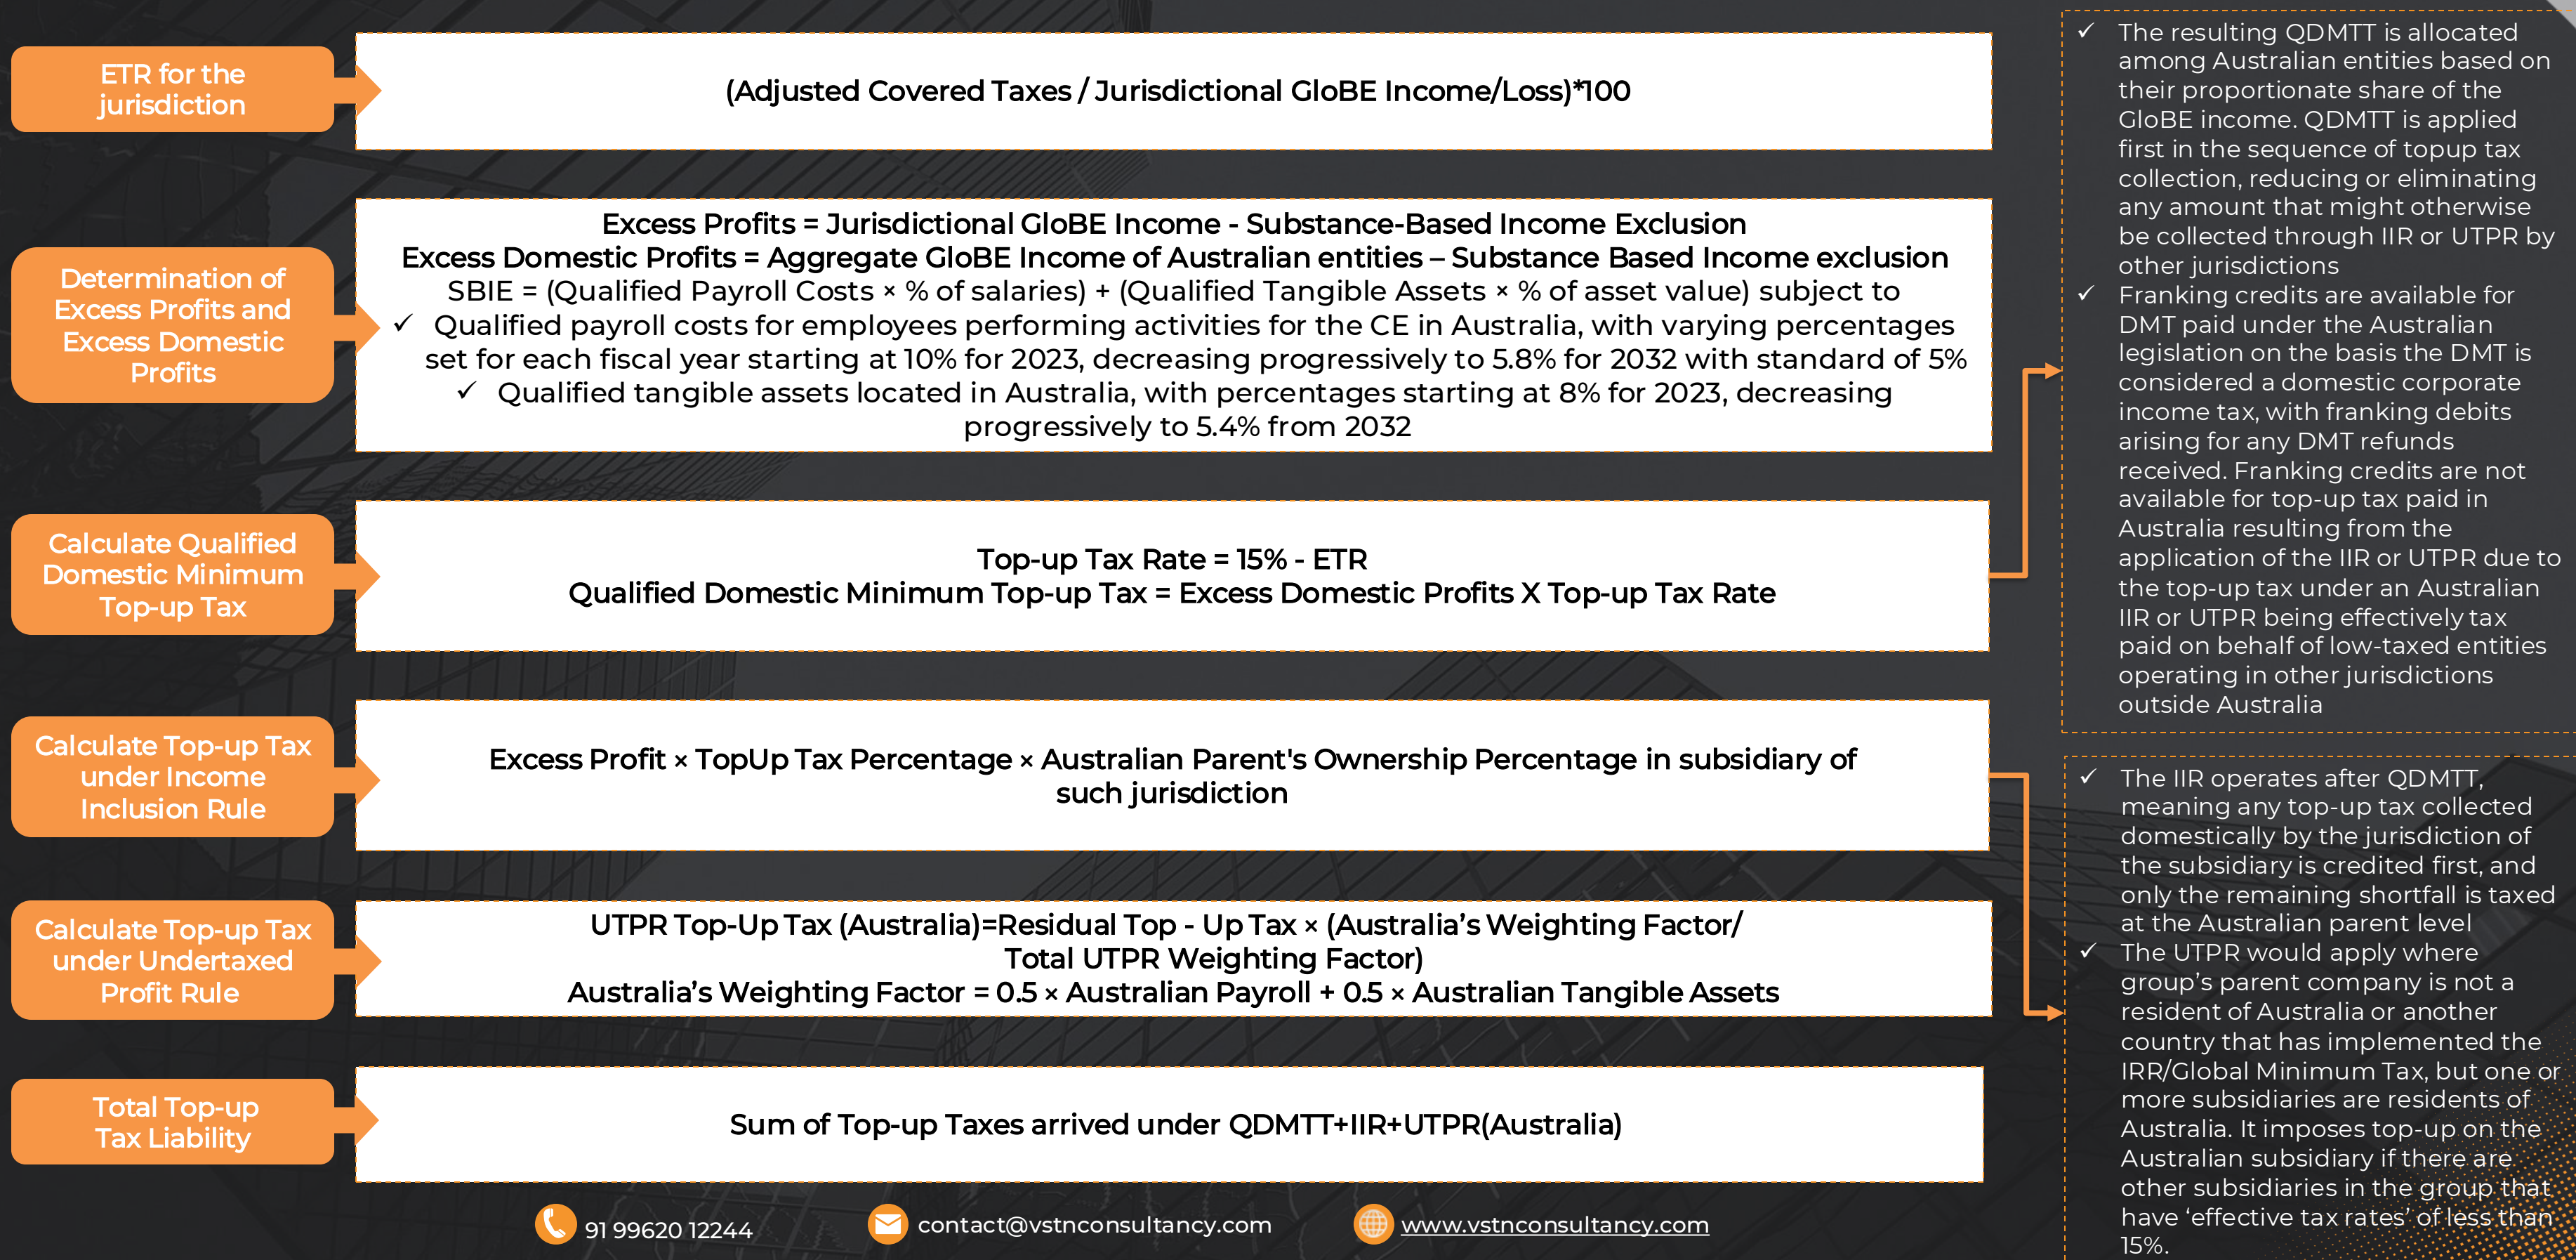 ETR for the
jurisdiction
(Adjusted Covered Taxes / Jurisdictional GloBE Income/Loss)*100
Determination of
Excess Profits and
Excess Domestic
Profits
Excess Profits = Jurisdictional GloBE Income - Substance-Based Income Exclusion
Excess Domestic Profits = Aggregate GloBE Income of Australian entities – Substance Based Income exclusion
SBIE = (Qualified Payroll Costs × % of salaries) + (Qualified Tangible Assets × % of asset value) subject to
✓ Qualified payroll costs for employees performing activities for the CE in Australia, with varying percentages
set for each fiscal year starting at 10% for 2023, decreasing progressively to 5.8% for 2032 with standard of 5%
✓ Qualified tangible assets located in Australia, with percentages starting at 8% for 2023, decreasing
progressively to 5.4% from 2032
Calculate Qualified
Domestic Minimum
Top-up Tax
Top-up Tax Rate = 15% - ETR
Qualified Domestic Minimum Top-up Tax = Excess Domestic Profits X Top-up Tax Rate
Calculate Top-up Tax
under Income
Inclusion Rule
Excess Profit × TopUp Tax Percentage × Australian Parent's Ownership Percentage in subsidiary of
such jurisdiction
Calculate Top-up Tax
under Undertaxed
Profit Rule
UTPR Top-Up Tax (Australia)=Residual Top - Up Tax × (Australia’s Weighting Factor/
Total UTPR Weighting Factor)
Australia’s Weighting Factor = 0.5 × Australian Payroll + 0.5 × Australian Tangible Assets
Total Top-up
Tax Liability
Sum of Top-up Taxes arrived under QDMTT+IIR+UTPR(Australia)
✓ The resulting QDMTT is allocated
among Australian entities based on
their proportionate share of the
GloBE income. QDMTT is applied
first in the sequence of topup tax
collection, reducing or eliminating
any amount that might otherwise
be collected through IIR or UTPR by
other jurisdictions
✓ Franking credits are available for
DMT paid under the Australian
legislation on the basis the DMT is
considered a domestic corporate
income tax, with franking debits
arising for any DMT refunds
received. Franking credits are not
available for top-up tax paid in
Australia resulting from the
application of the IIR or UTPR due to
the top-up tax under an Australian
IIR or UTPR being effectively tax
paid on behalf of low-taxed entities
operating in other jurisdictions
outside Australia
✓ The IIR operates after QDMTT,
meaning any top-up tax collected
domestically by the jurisdiction of
the subsidiary is credited first, and
only the remaining shortfall is taxed
at the Australian parent level
✓ The UTPR would apply where
group’s parent company is not a
resident of Australia or another
country that has implemented the
IRR/Global Minimum Tax, but one or
more subsidiaries are residents of
Australia. It imposes top-up on the
Australian subsidiary if there are
other subsidiaries in the group that
have ‘effective tax rates’ of less than
15%.
91 99620 12244
contact@vstnconsultancy.com
www.vstnconsultancy.com